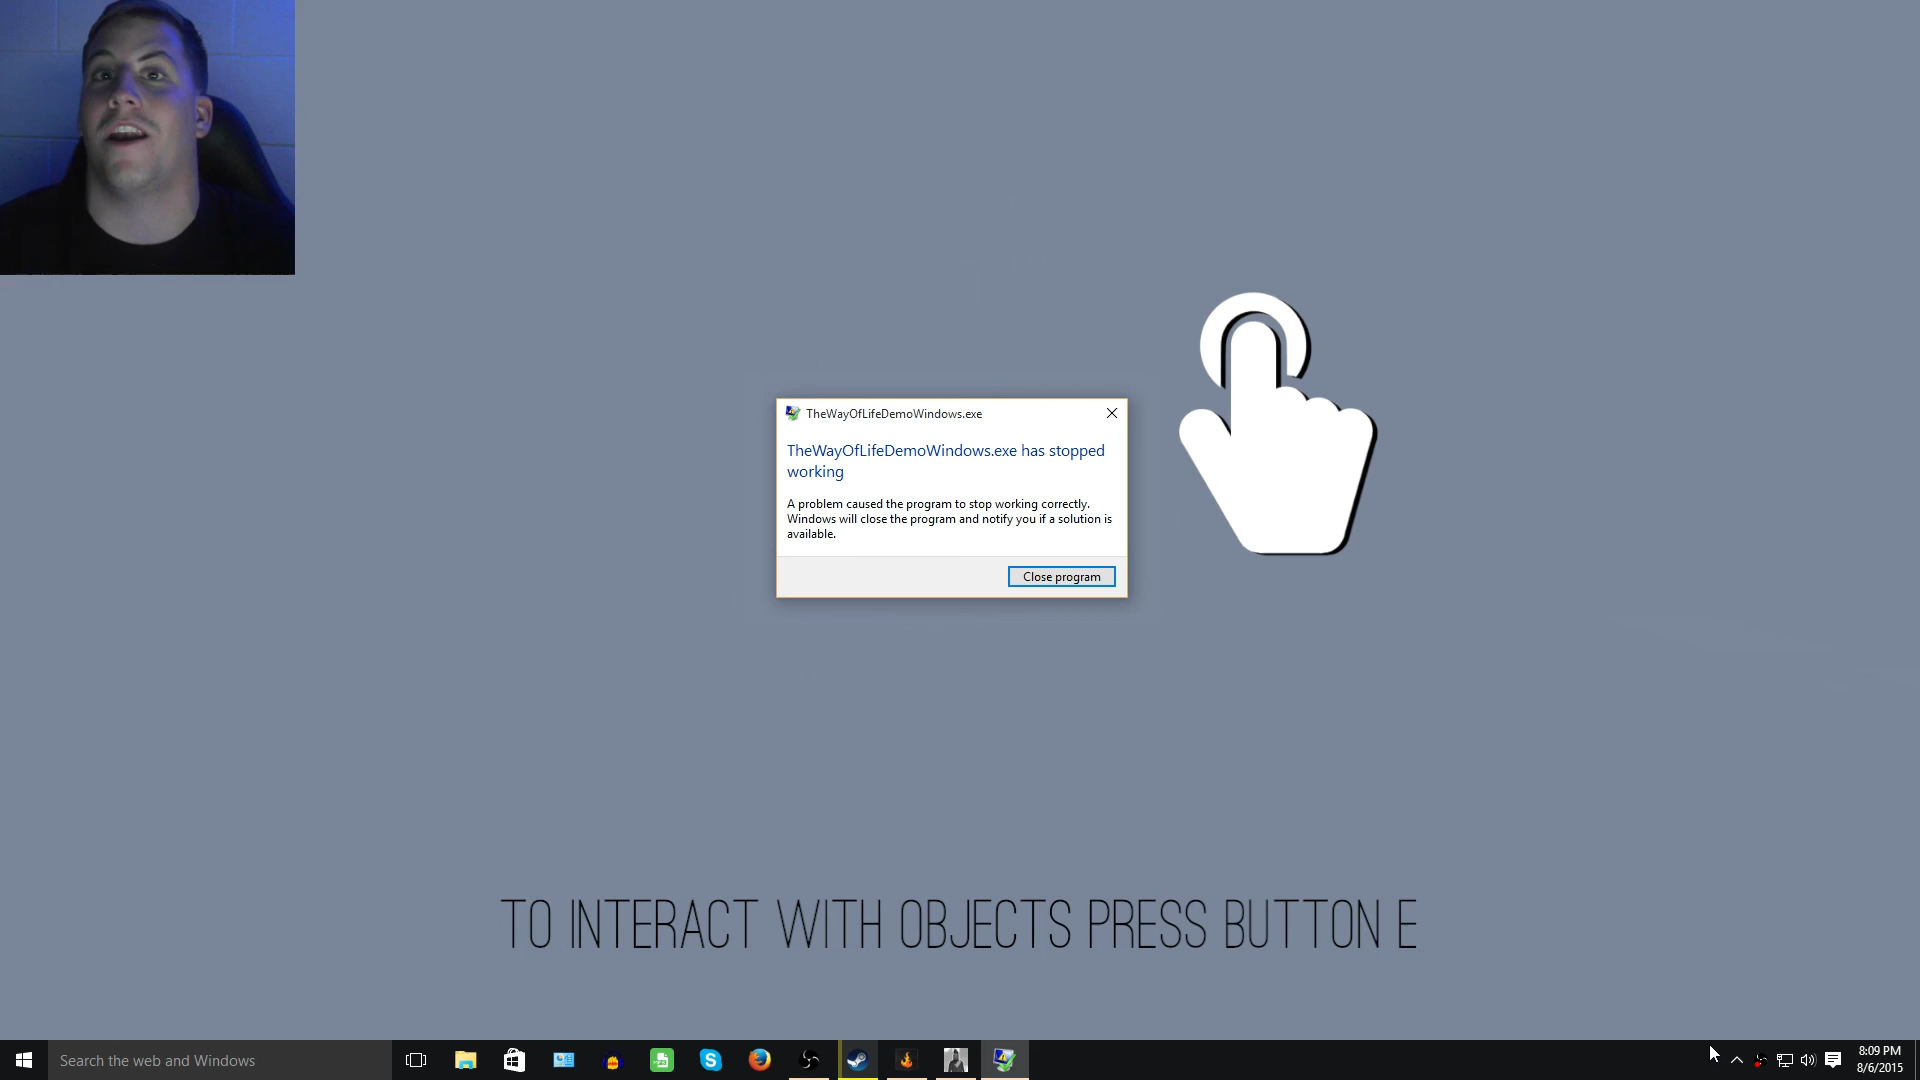 TheWayOfLifeDemoWindows.exe
TheWayOfLifeDemoWindows.exe has stopped
working
A problem caused the program to stop working correctly.
Windows will close the program and notify you if a solution is
available.
Close program
TO INTERACT WITH OBJECTS PRESS BUTTON E
Search the web and Windows
8:09 PM
8/6/2015